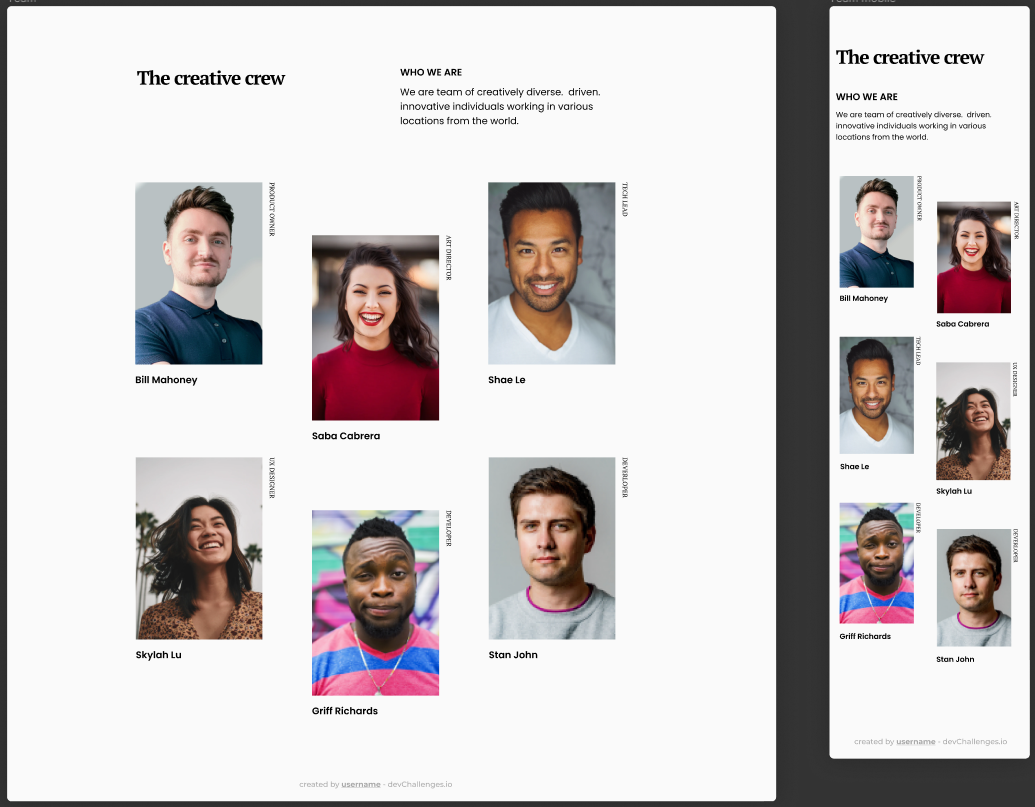 Team
Team Mobile
The creative crew
WHO WE ARE
We are team of creatively diverse. driven.
innovative individuals working in various
locations from the world.
PRODUCT OWNER
Bill Mahoney
ART DIRECTOR
Saba Cabrera
TECH LEAD
Shae Le
UX DESIGNER
Skylah Lu
DEVELOPER
Griff Richards
DEVERLOPER
Stan John
created by username - devChallenges.io
The creative crew
WHO WE ARE
We are team of creatively diverse. driven.
innovative individuals working in various
locations from the world.
PRODUCT OWNER
Bill Mahoney
ART DIRECTOR
Saba Cabrera
TECH LEAD
Shae Le
UX DESIGNER
Skylah Lu
DEVELOPER
Griff Richards
DEVERLOPER
Stan John
created by username - devChallenges.io